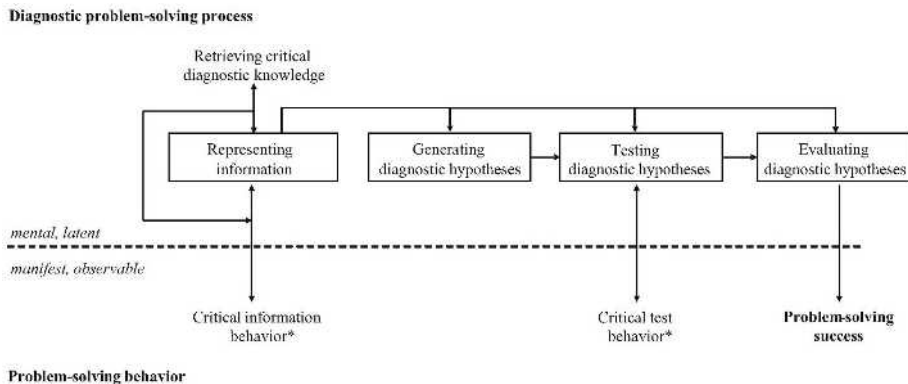 Diagnostic problem-solving process
Retrieving critical
diagnostic knowledge
Representing
information
Generating
diagnostic hypotheses
Testing
diagnostic hypotheses
Evaluating
diagnostic hypotheses
mental, latent
manifest, observable
Critical information
behavior*
Critical test
behavior*
Problem-solving
success
Problem-solving behavior